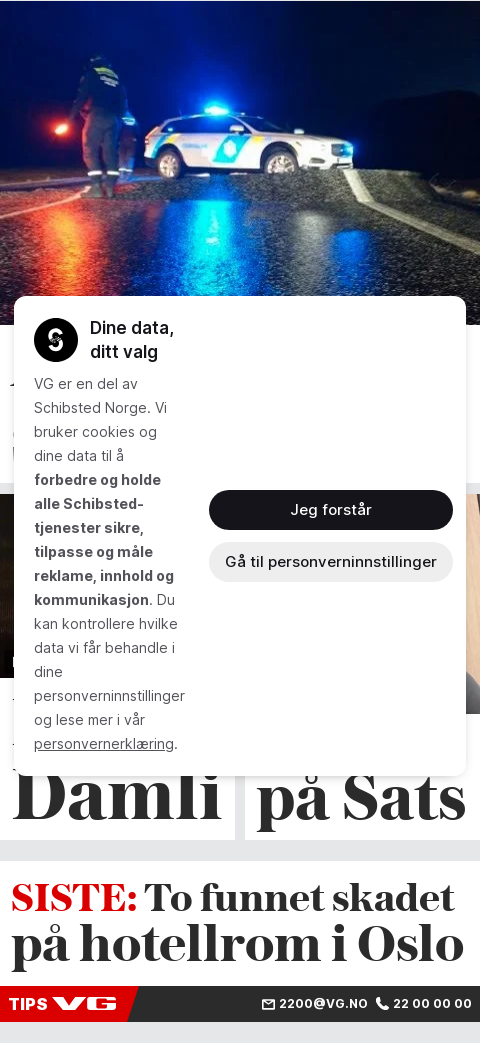 Dine data,
ditt valg
VG er en del av
Schibsted Norge. Vi
bruker cookies og
dine data til å
forbedre og holde
alle Schibsted-
tjenester sikre,
tilpasse og måle
reklame, innhold og
kommunikasjon. Du
kan kontrollere hvilke
data vi får behandle i
dine
personverninnstillinger
og lese mer i vår
personvernerklæring.
Jeg forstår
Gå til personverninnstillinger
Damli
på Sats
SISTE: To funnet skadet
på hotellrom i Oslo
TIPS VG
2200@VG.NO 22 00 00 00